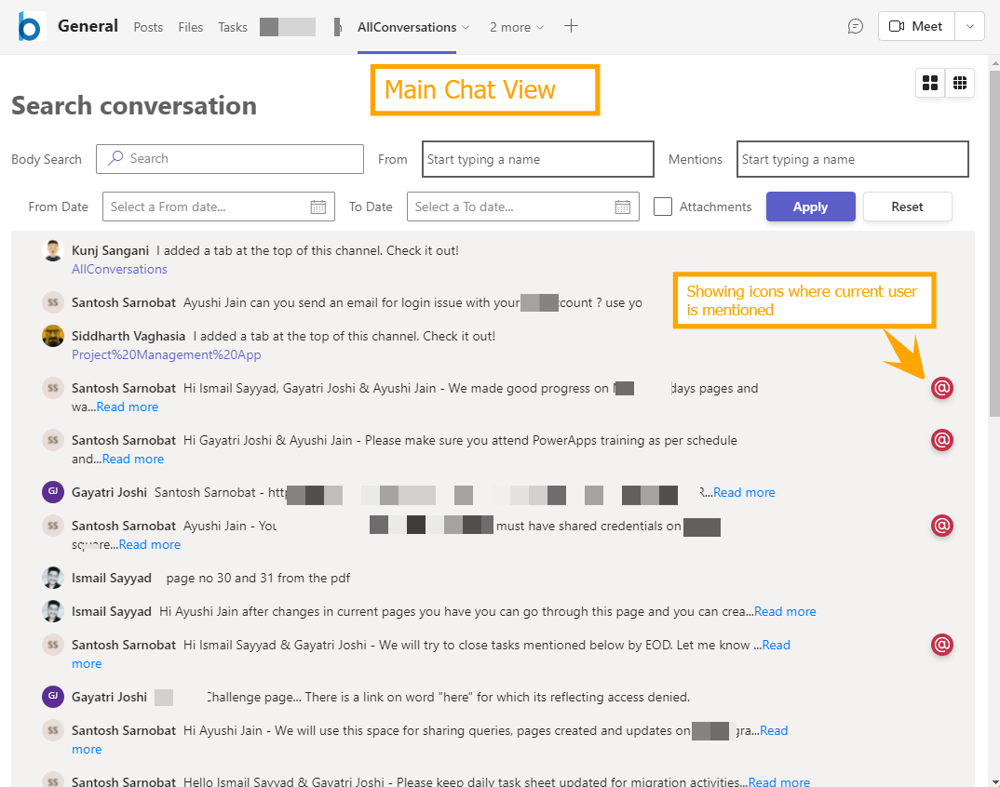 General Posts Files Tasks AllConversations 2 more Meet
Main Chat View
Search conversation
Body Search Search From Start typing a name Mentions Start typing a name
From Date Select a From date... To Date Select a To date... Attachments Apply Reset
Kunj Sangani I added a tab at the top of this channel. Check it out!
AllConversations
Showing icons where current user
is mentioned
SS Santosh Sarnobat Ayushi Jain can you send an email for login issue with your count ? use yo
Siddharth Vaghasia I added a tab at the top of this channel. Check it out!
Project%20Management%20App
SS Santosh Sarnobat Hi Ismail Sayyad, Gayatri Joshi & Ayushi Jain - We made good progress on days pages and @
wa...Read more
SS Santosh Sarnobat Hi Gayatri Joshi & Ayushi Jain - Please make sure you attend PowerApps training as per schedule @
and...Read more
GJ Gayatri Joshi Santosh Sarnobat - R...Read more
SS Santosh Sarnobat Ayushi Jain - You must have shared credentials on @
square...Read more
Ismail Sayyad page no 30 and 31 from the pdf
Ismail Sayyad Hi Ayushi Jain after changes in current pages you have you can go through this page and you can crea...Read more
SS Santosh Sarnobat Hi Ismail Sayyad & Gayatri Joshi - We will try to close tasks mentioned below by EOD. Let me know ...Read @
more
GJ Gayatri Joshi Challenge page... There is a link on word "here" for which its reflecting access denied.
SS Santosh Sarnobat Hi Ayushi Jain - We will use this space for sharing queries, pages created and updates on gra...Read
more
SS Santosh Sarnobat Hello Ismail Sayyad & Gayatri Joshi - Please keep daily task sheet updated for migration activities...Read more